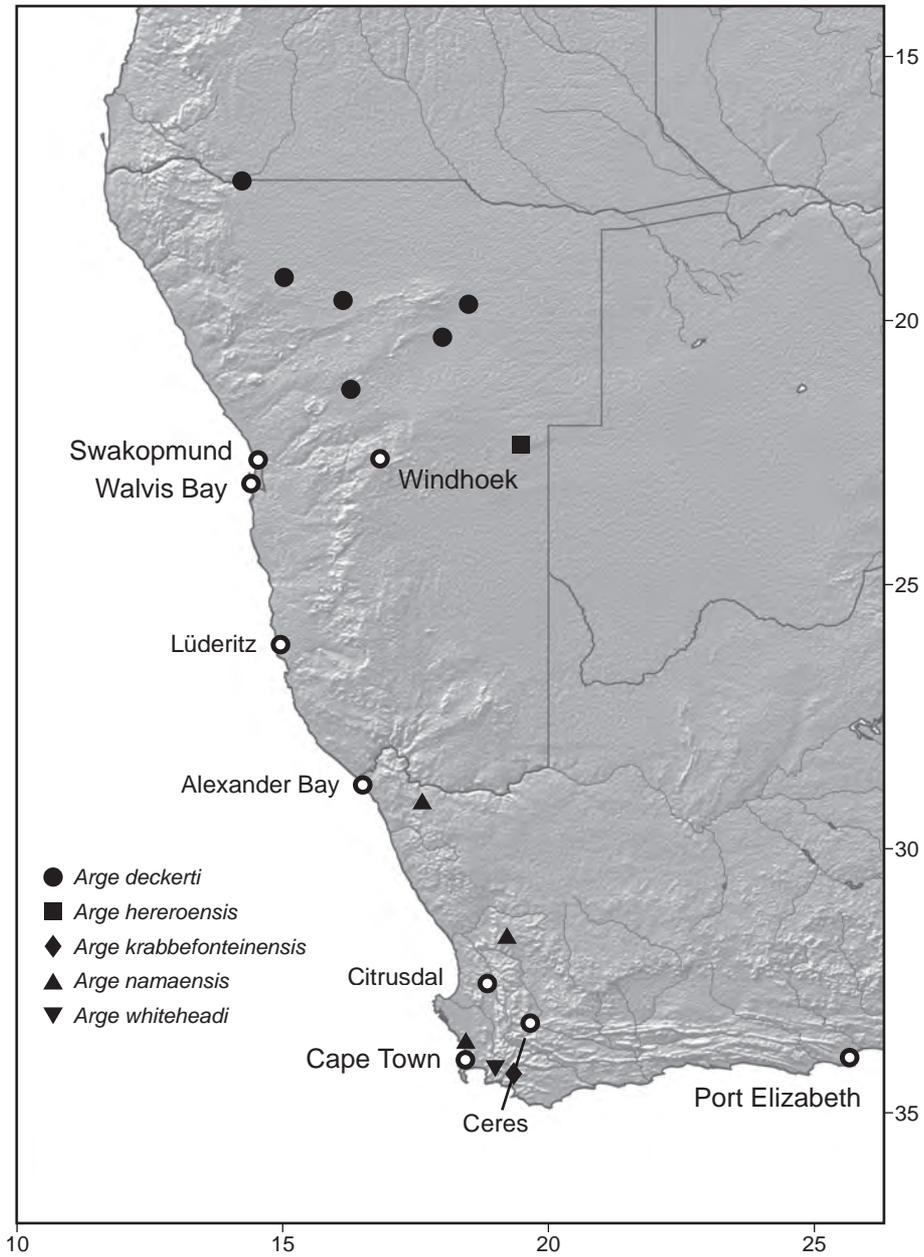 15
20
Swakopmund
Windhoek
Walvis Bay
25
Lüderitz
Alexander Bay
30
Arge deckerti
Arge hereroensis
Arge krabbefonteinensis
Arge namaensis
Arge whiteheadi
Citrusdal
Cape Town
Port Elizabeth
Ceres
35
10 15 20 25